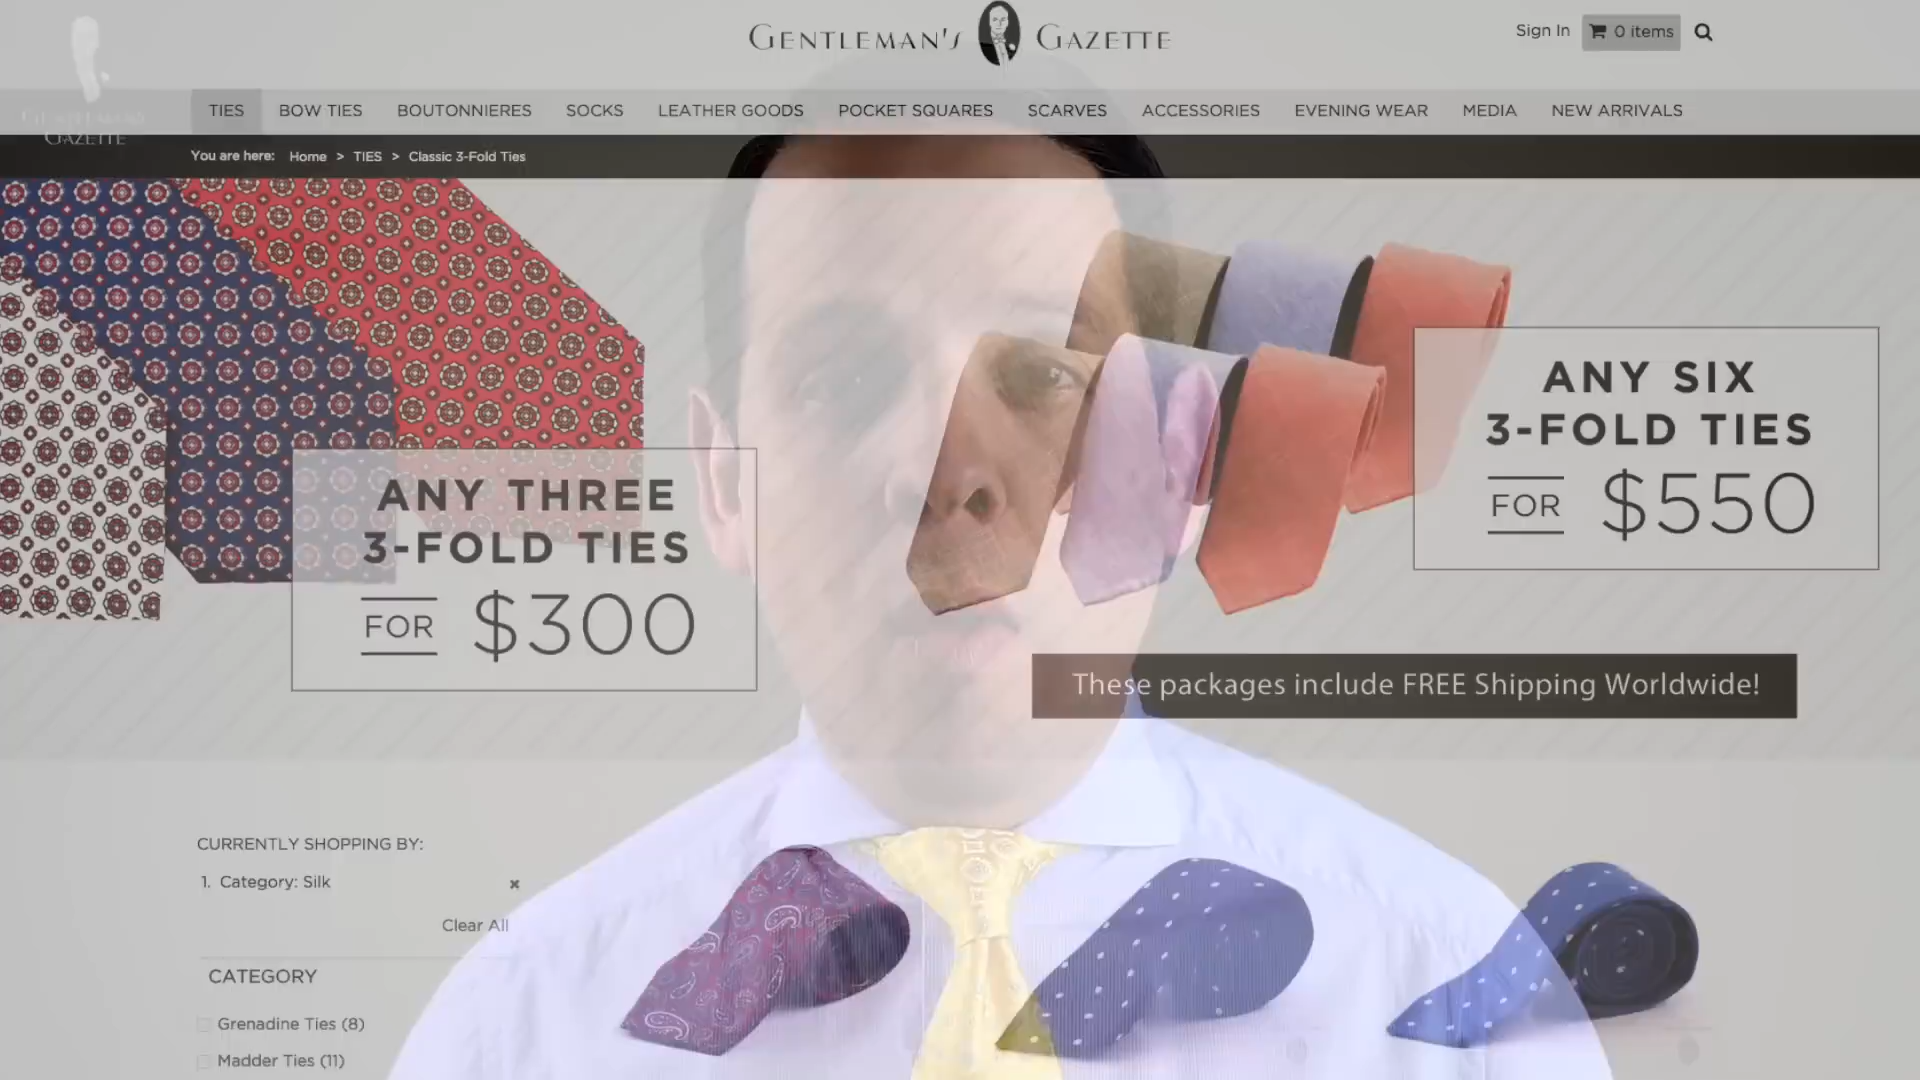 GENTLEMAN'S GAZETTE
Sign In 0 items
GENTLEMAN'S
GAZETTE
TIES BOW TIES BOUTONNIERES SOCKS LEATHER GOODS POCKET SQUARES SCARVES ACCESSORIES EVENING WEAR MEDIA NEW ARRIVALS
You are here: Home > TIES > Classic 3-Fold Ties
ANY THREE
3-FOLD TIES
FOR $300
ANY SIX
3-FOLD TIES
FOR $550
These packages include FREE Shipping Worldwide!
CURRENTLY SHOPPING BY:
1. Category: Silk ×
Clear All
CATEGORY
Grenadine Ties (8)
Madder Ties (11)